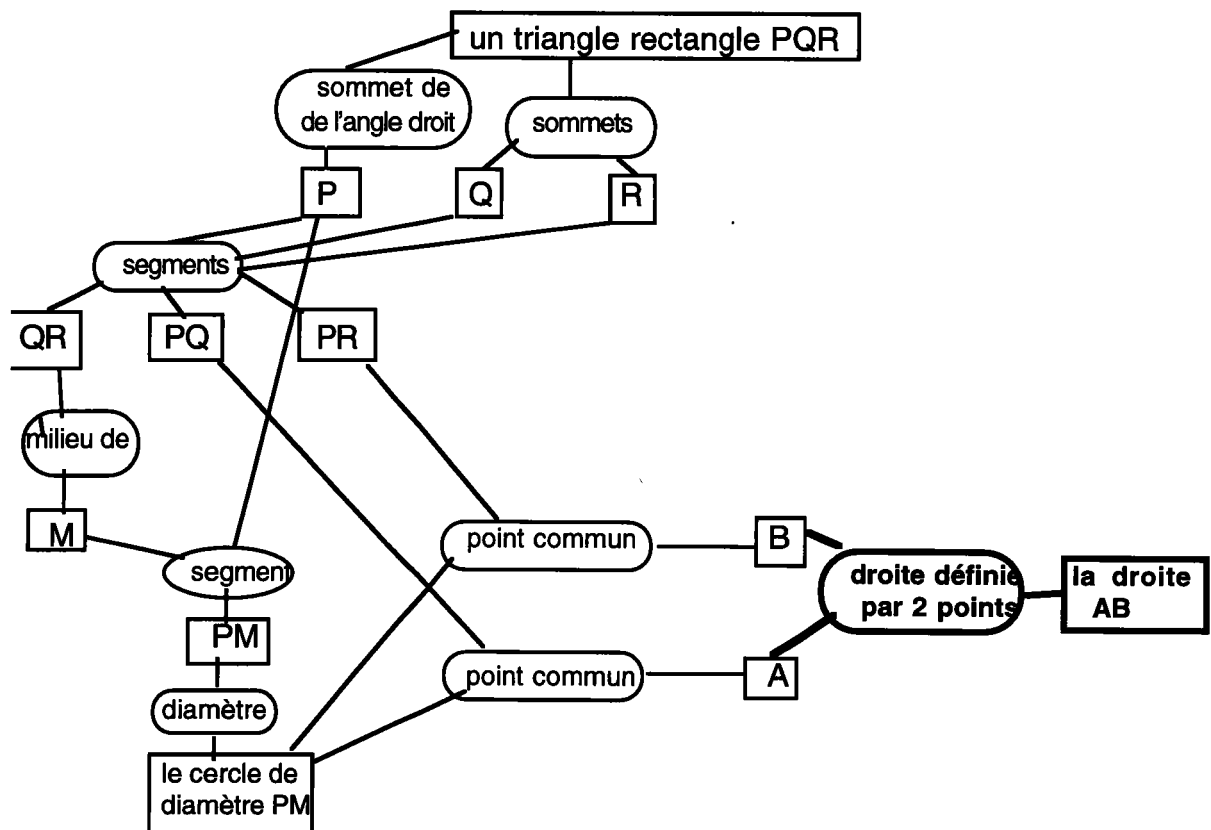 un triangle rectangle PQR
sommet de
de l'angle droit
sommets
P
Q
R
segments
QR
PQ
PR
milieu de
M
segment
PM
diamètre
le cercle de
diamètre PM
point commun
B
point commun
A
droite définie
par 2 points
la droite
AB